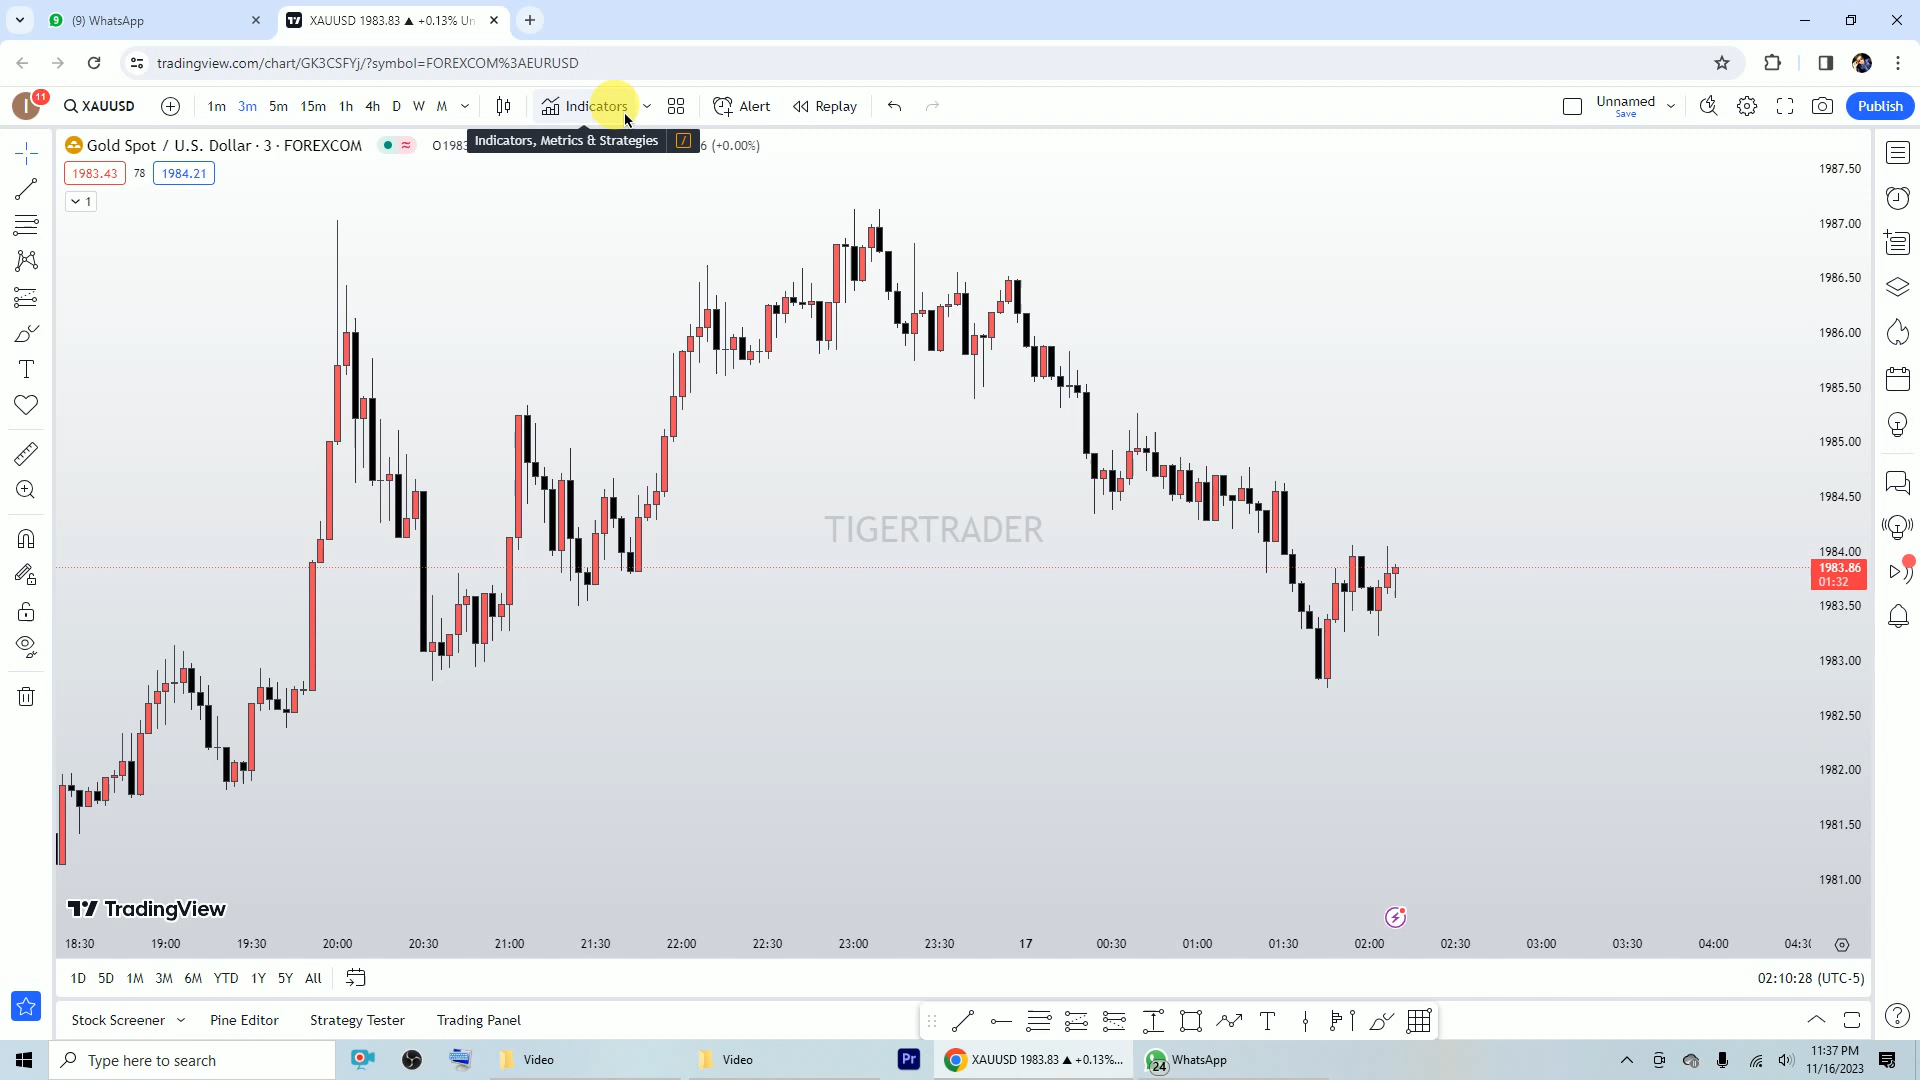 (9) WhatsApp
XAUUSD 1983.83 ▲ +0.13% Un
tradingview.com/chart/GK3CSFYj/?symbol=FOREXCOM%3AEURUSD
I 11 XAUUSD 1m 3m 5m 15m 1h 4h D W M Indicators Alert Replay Unnamed Save Publish
Indicators, Metrics & Strategies /
Gold Spot / U.S. Dollar · 3 · FOREXCOM O1983 6 (+0.00%)
1983.43 78 1984.21
1
1987.50
1987.00
1986.50
1986.00
1985.50
1985.00
1984.50
1984.00
1983.86
01:32
1983.50
1983.00
1982.50
1982.00
1981.50
1981.00
TIGERTRADER
TradingView
18:30 19:00 19:30 20:00 20:30 21:00 21:30 22:00 22:30 23:00 23:30 17 00:30 01:00 01:30 02:00 02:30 03:00 03:30 04:00 04:30
1D 5D 1M 3M 6M YTD 1Y 5Y All 02:10:28 (UTC-5)
Stock Screener Pine Editor Strategy Tester Trading Panel
Type here to search Video Video Pr XAUUSD 1983.83 ▲ +0.13%... 24 WhatsApp
11:37 PM
11/16/2023